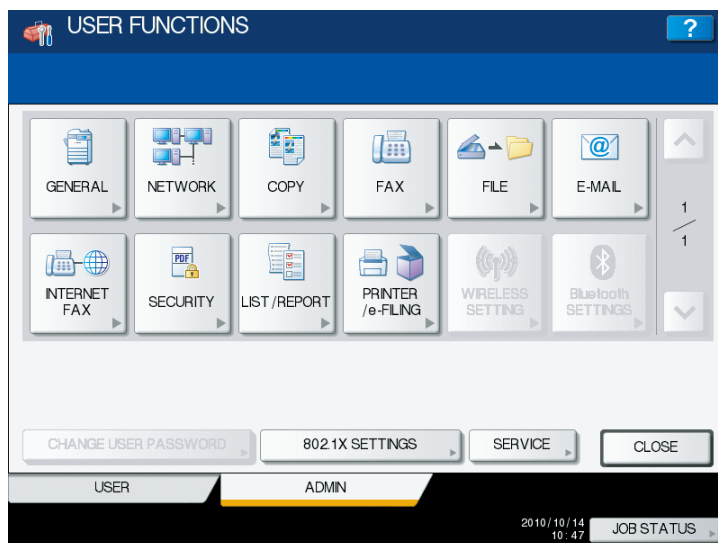 USER FUNCTIONS
?
GENERAL
NETWORK
COPY
FAX
FILE
@
E-MAIL
1
1
INTERNET
FAX
PDF
SECURITY
LIST/REPORT
PRINTER
/e-FILING
WIRELESS
SETTING
Bluetooth
SETTINGS
CHANGE USER PASSWORD
802.1X SETTINGS
SERVICE
CLOSE
USER
ADMIN
2010/10/14
10:47
JOB STATUS